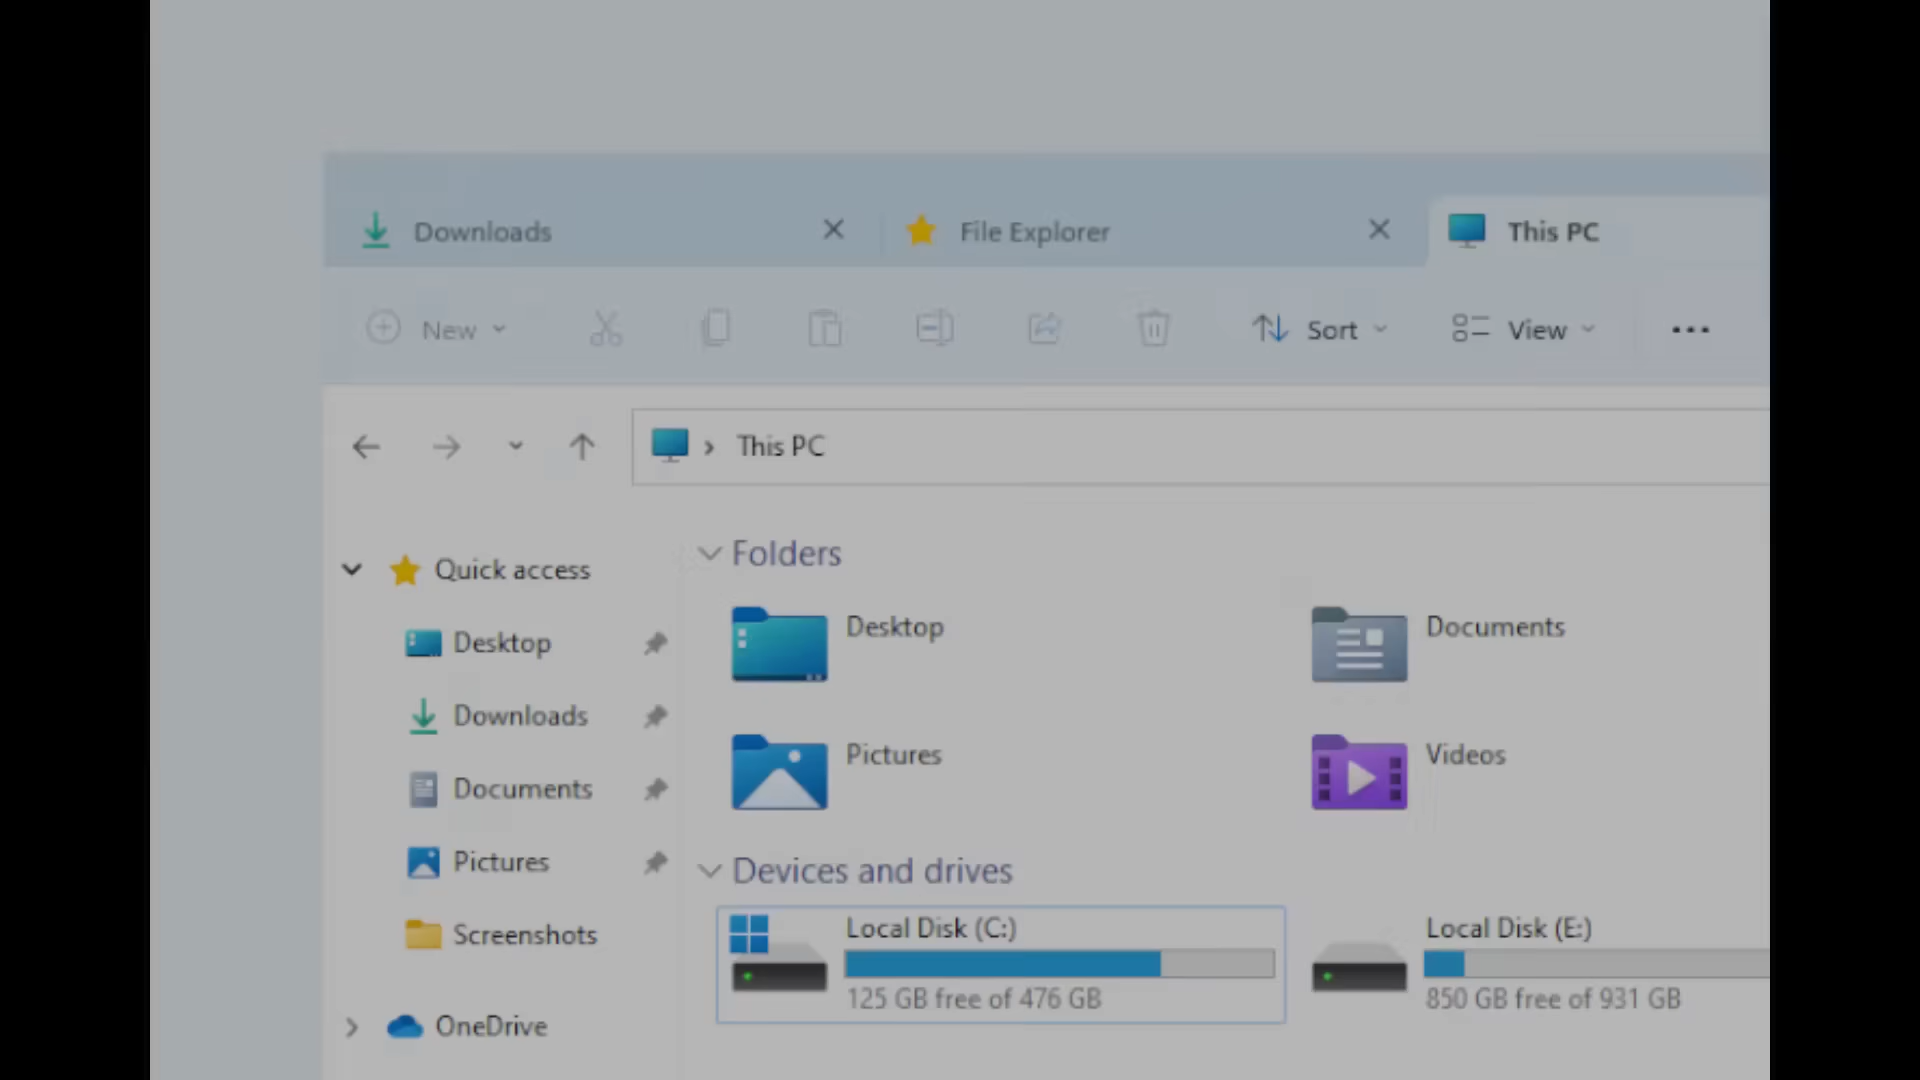 Downloads
File Explorer
This PC
New
Sort
View
This PC
Quick access
Desktop
Downloads
Documents
Pictures
Screenshots
OneDrive
Folders
Desktop
Documents
Pictures
Videos
Devices and drives
Local Disk (C:)
125 GB free of 476 GB
Local Disk (E:)
850 GB free of 931 GB